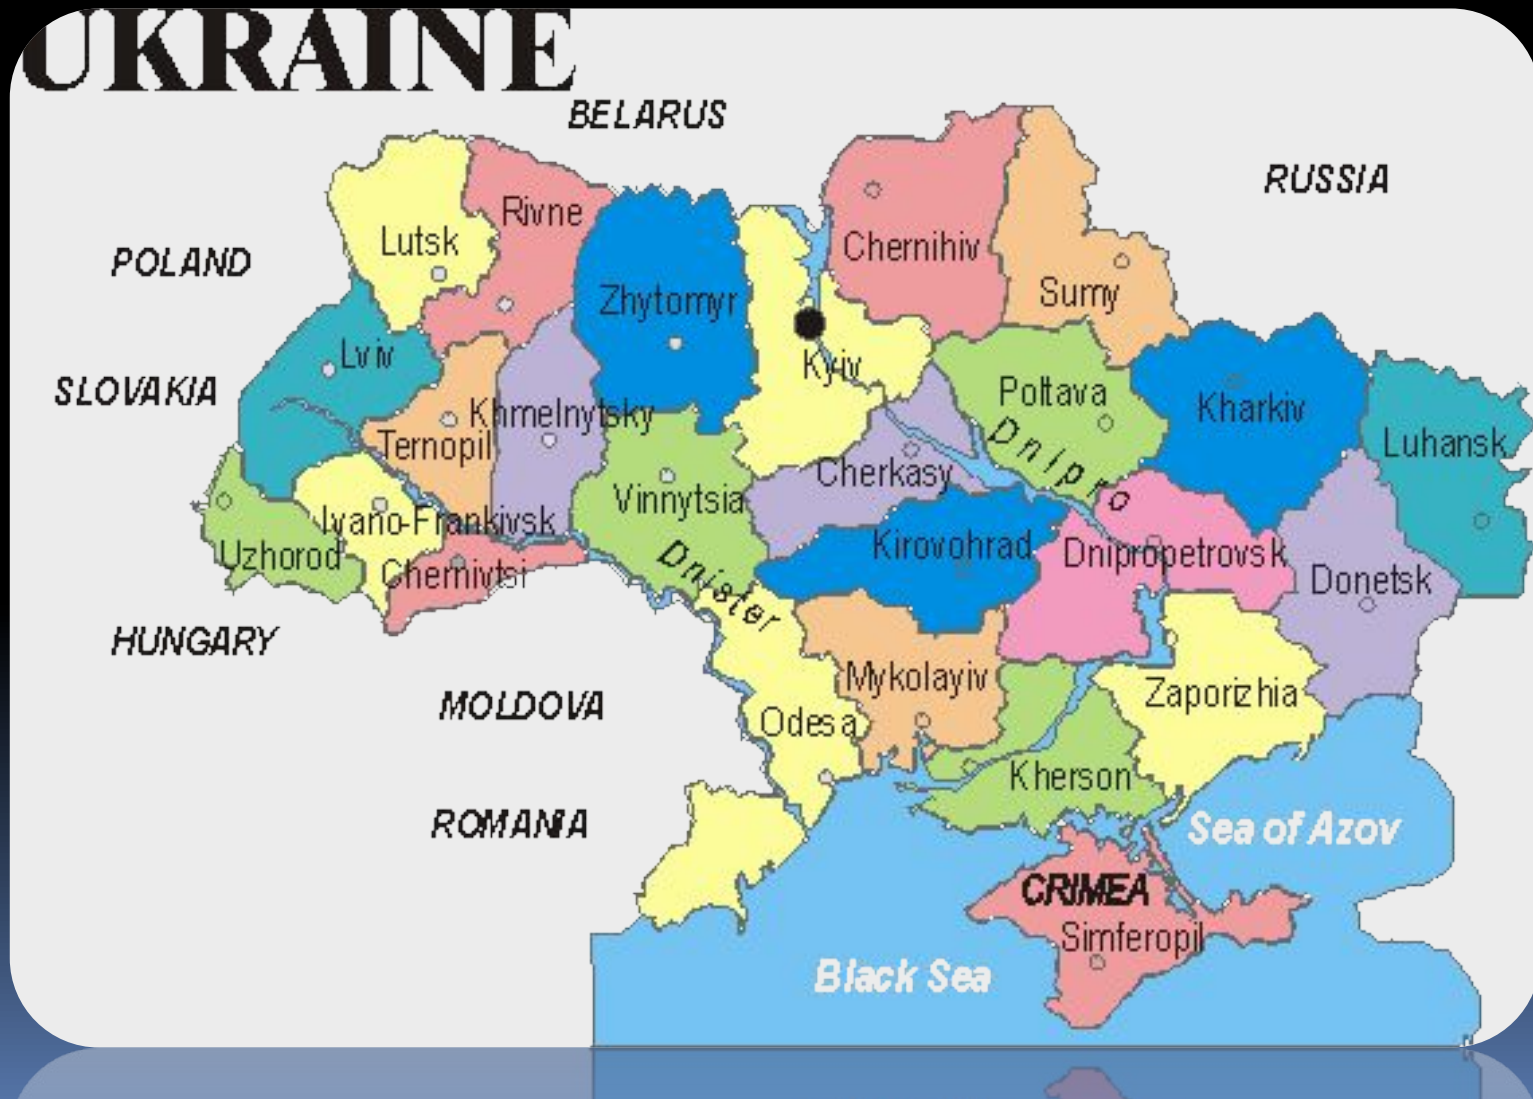 UKRAINE
BELARUS
RUSSIA
Rivne
Lutsk
Chernihiv
POLAND
Sumy
Zhytomyr
Lviv
Kyiv
SLOVAKIA
Poltava
Kharkiv
Khmelnytsky
Ternopil
Luhansk
Dnipro
Cherkasy
Vinnytsia
Ivano-Frankivsk
Uzhorod
Kirovohrad
Dnipropetrovsk
Chernivtsi
Donetsk
Dnister
HUNGARY
Mykolayiv
Zaporizhia
MOLDOVA
Odesa
Kherson
ROMANIA
Sea of Azov
CRIMEA
Simferopil
Black Sea